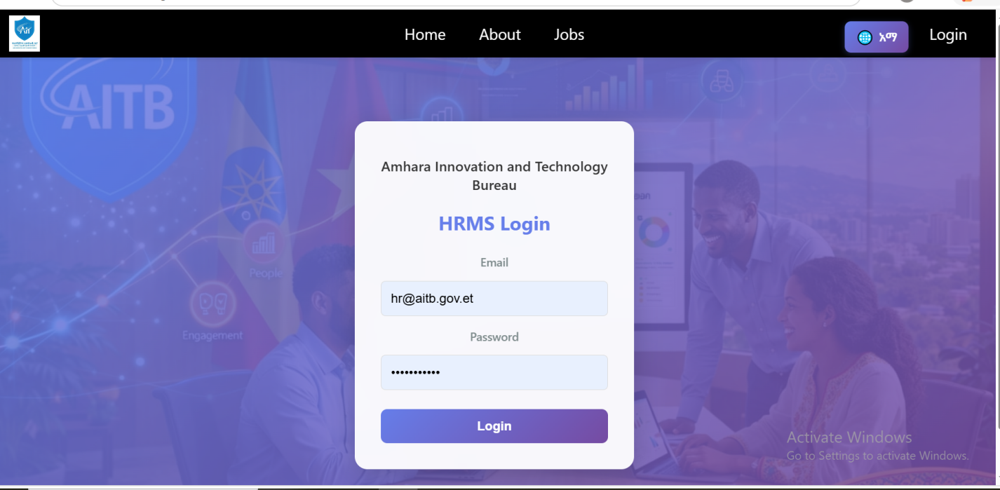 Home About Jobs
አማ Login
AITB
Amhara Innovation and Technology
Bureau
HRMS Login
Email
hr@aitb.gov.et
Password
•••••••••••
Login
People
Engagement
Activate Windows
Go to Settings to activate Windows.